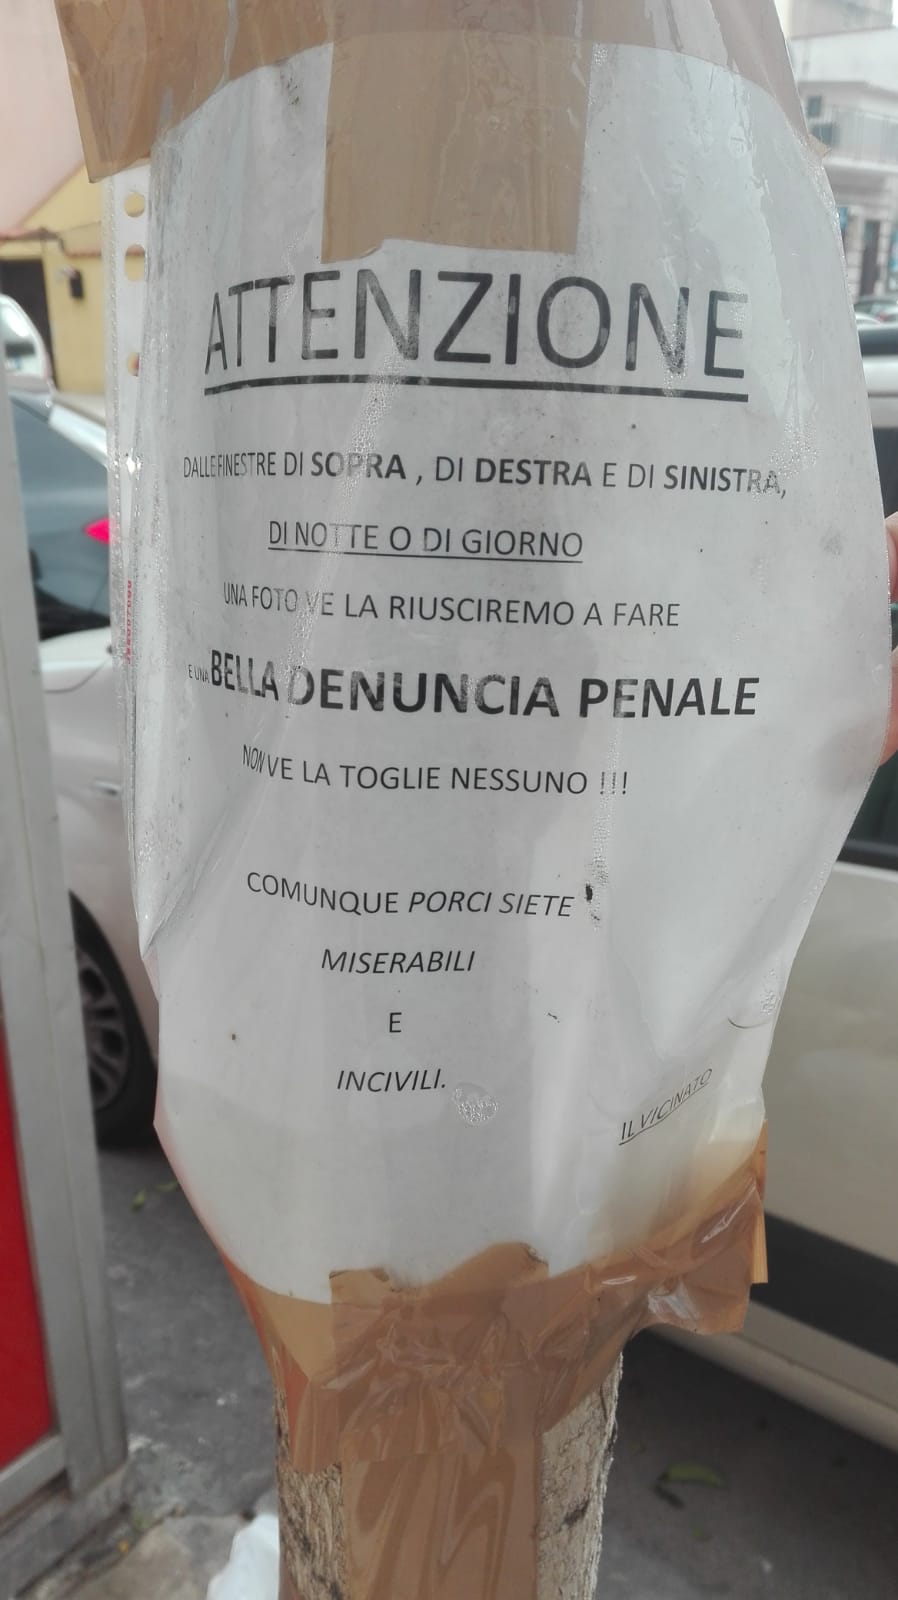 ATTENZIONE
DALLE FINESTRE DI SOPRA , DI DESTRA E DI SINISTRA,
DI NOTTE O DI GIORNO
UNA FOTO VE LA RIUSCIREMO A FARE
E UNA BELLA DENUNCIA PENALE
NON VE LA TOGLIE NESSUNO !!!
COMUNQUE PORCI SIETE
MISERABILI
E
INCIVILI.
IL VICINATO